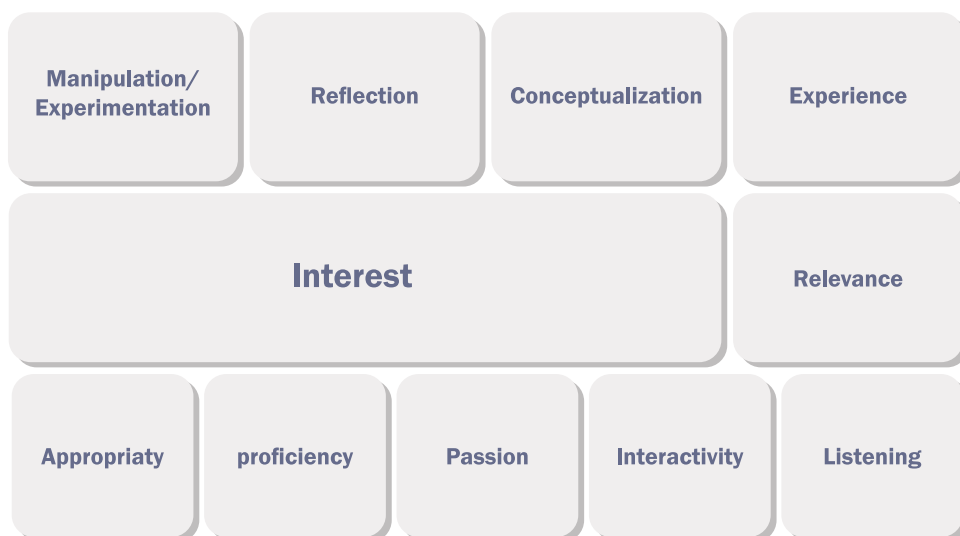 Manipulation/
Experimentation
Reflection
Conceptualization
Experience
Interest
Relevance
Appropriaty
proficiency
Passion
Interactivity
Listening